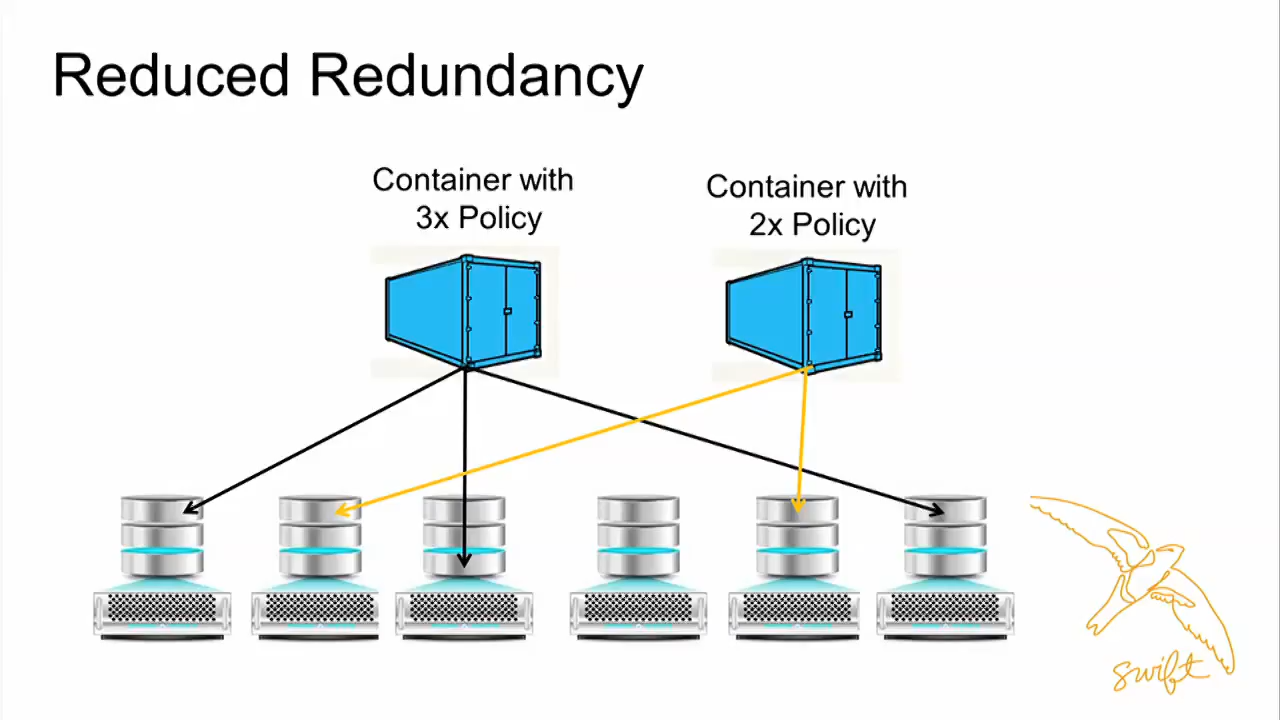 Reduced Redundancy
Container with
3x Policy
Container with
2x Policy
swift